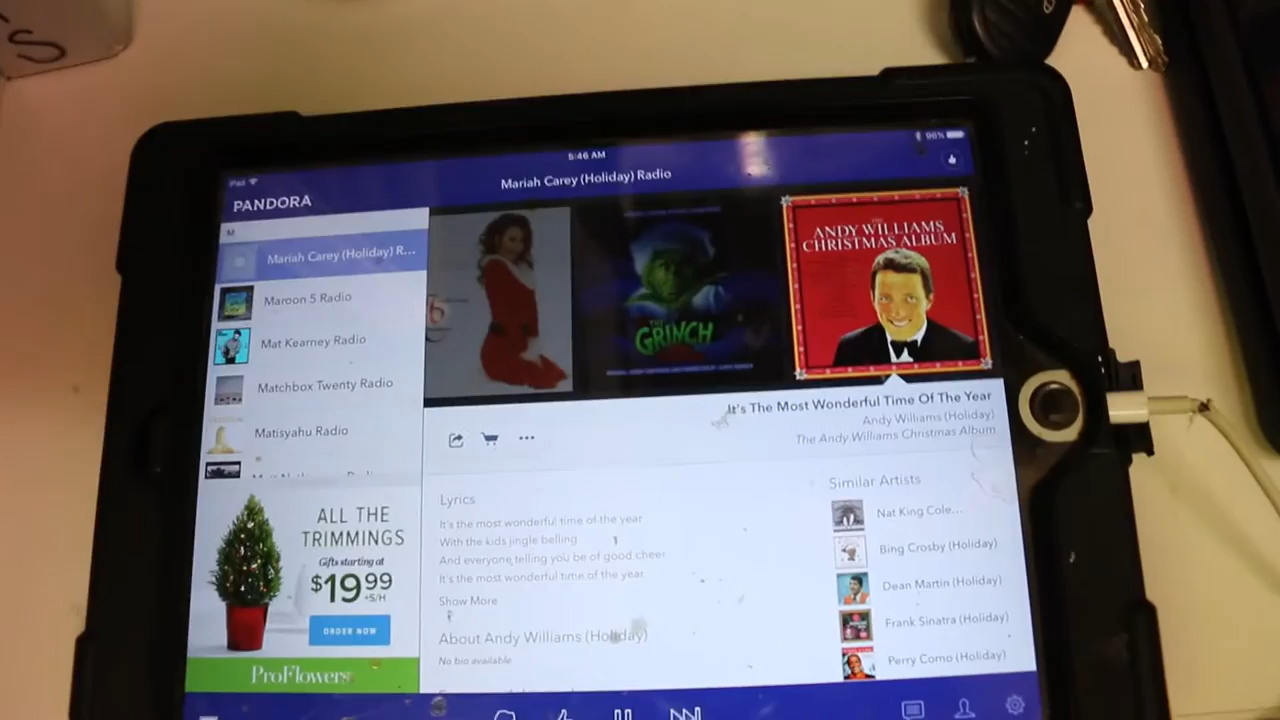 S
iPad
5:46 AM
96%
PANDORA
Mariah Carey (Holiday) Radio
M
Mariah Carey (Holiday) R...
Maroon 5 Radio
Mat Kearney Radio
Matchbox Twenty Radio
Matisyahu Radio
THE
ANDY WILLIAMS
CHRISTMAS ALBUM
THE
GRINCH
It's The Most Wonderful Time Of The Year
Andy Williams (Holiday)
The Andy Williams Christmas Album
Lyrics
It's the most wonderful time of the year
With the kids jingle belling
And everyone telling you be of good cheer
It's the most wonderful time of the year
Show More
About Andy Williams (Holiday)
No bio available
Similar Artists
Nat King Cole...
Bing Crosby (Holiday)
Dean Martin (Holiday)
Frank Sinatra (Holiday)
Perry Como (Holiday)
ALL THE
TRIMMINGS
Gifts starting at
$19.99
+S/H
ORDER NOW
ProFlowers